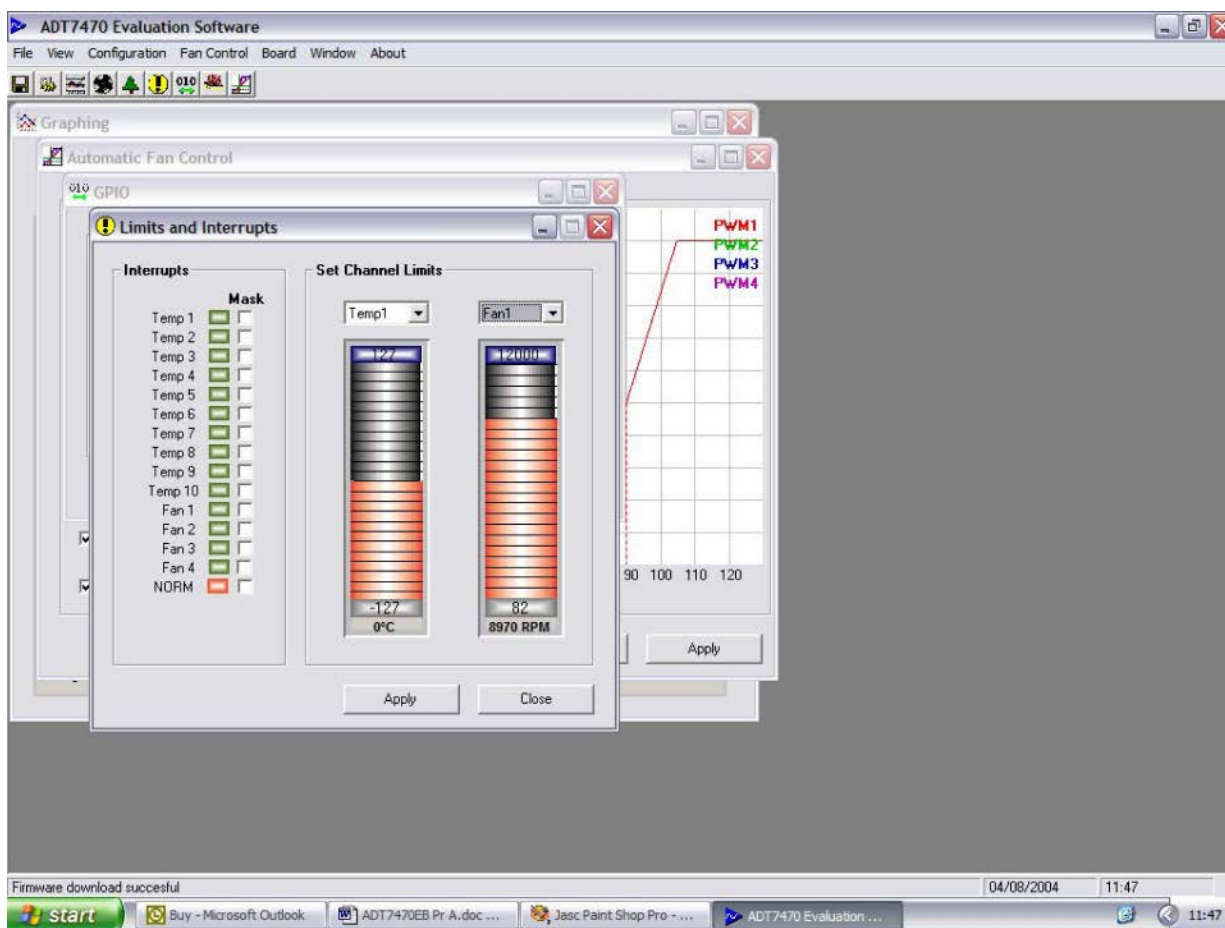 ADT7470 Evaluation Software
File View Configuration Fan Control Board Window About
010
Graphing
Automatic Fan Control
010 GPIO
Limits and Interrupts
Interrupts
Mask
Temp 1
Temp 2
Temp 3
Temp 4
Temp 5
Temp 6
Temp 7
Temp 8
Temp 9
Temp 10
Fan 1
Fan 2
Fan 3
Fan 4
NORM
Set Channel Limits
Temp1 Fan1
127 12000
-127 82
0°C 8970 RPM
Apply Close
PWM1
PWM2
PWM3
PWM4
90 100 110 120
Apply
Firmware download succesful 04/08/2004 11:47
start Buy - Microsoft Outlook ADT7470EB Pr A.doc ... Jasc Paint Shop Pro - ... ADT7470 Evaluation ... 11:47